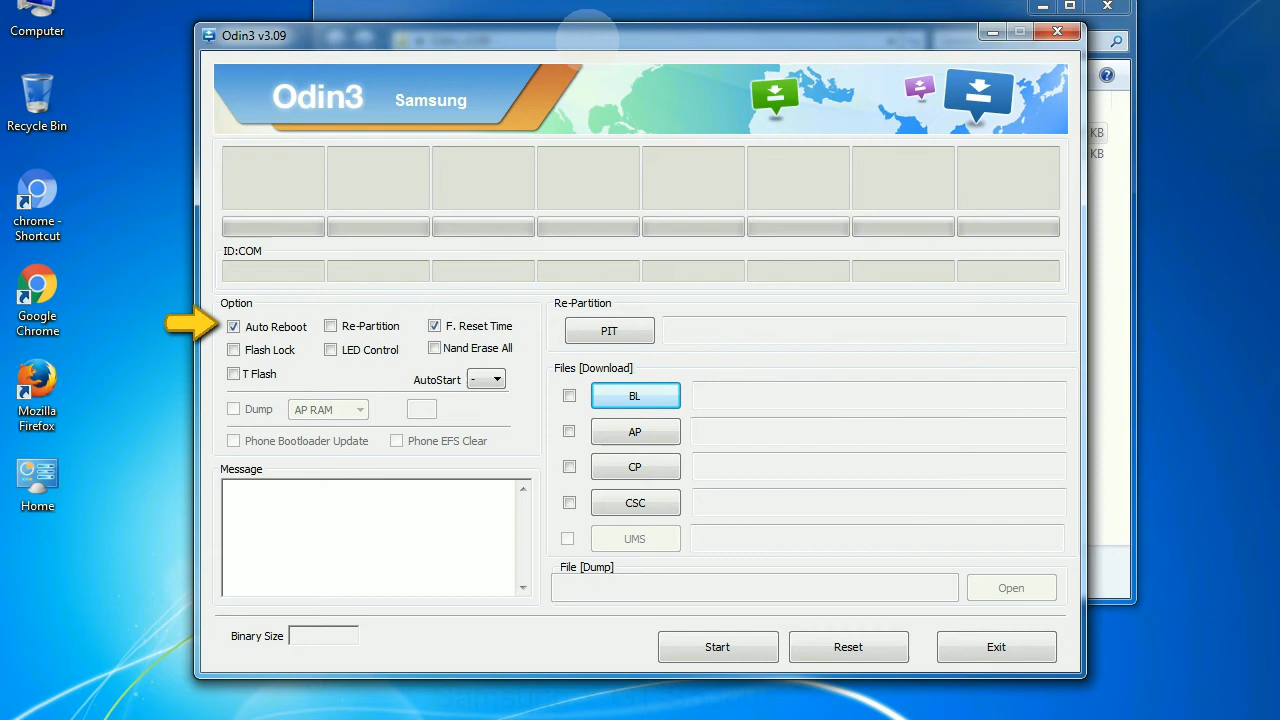 Computer
Recycle Bin
chrome -
Shortcut
Google
Chrome
Mozilla
Firefox
Home
Odin3 v3.09
Odin3 Samsung
KB
KB
ID:COM
Option
Auto Reboot
Re-Partition
F. Reset Time
Flash Lock
LED Control
Nand Erase All
T Flash
AutoStart -
Dump AP RAM
Phone Bootloader Update
Phone EFS Clear
Message
Binary Size
Re-Partition
PIT
Files [Download]
BL
AP
CP
CSC
UMS
File [Dump]
Open
Start
Reset
Exit